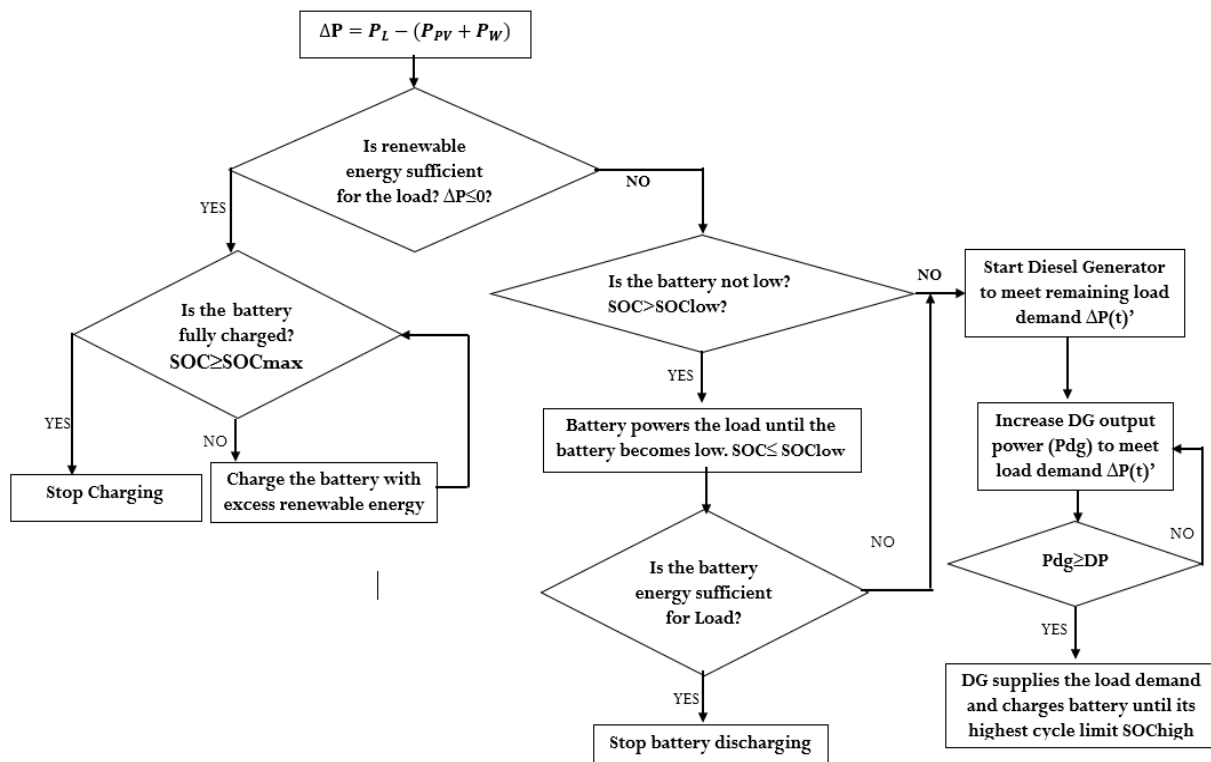 ΔP = P_L − (P_PV + P_W)
Is renewable
energy sufficient
for the load? ΔP≤0?
YES
NO
Is the battery
fully charged?
SOC≥SOCmax
YES
NO
Stop Charging
Charge the battery with
excess renewable energy
Is the battery not low?
SOC>SOClow?
NO
YES
Battery powers the load until the
battery becomes low. SOC≤ SOClow
Is the battery
energy sufficient
for Load?
NO
YES
Stop battery discharging
Start Diesel Generator
to meet remaining load
demand ΔP(t)’
Increase DG output
power (Pdg) to meet
load demand ΔP(t)’
NO
Pdg≥DP
YES
DG supplies the load demand
and charges battery until its
highest cycle limit SOChigh